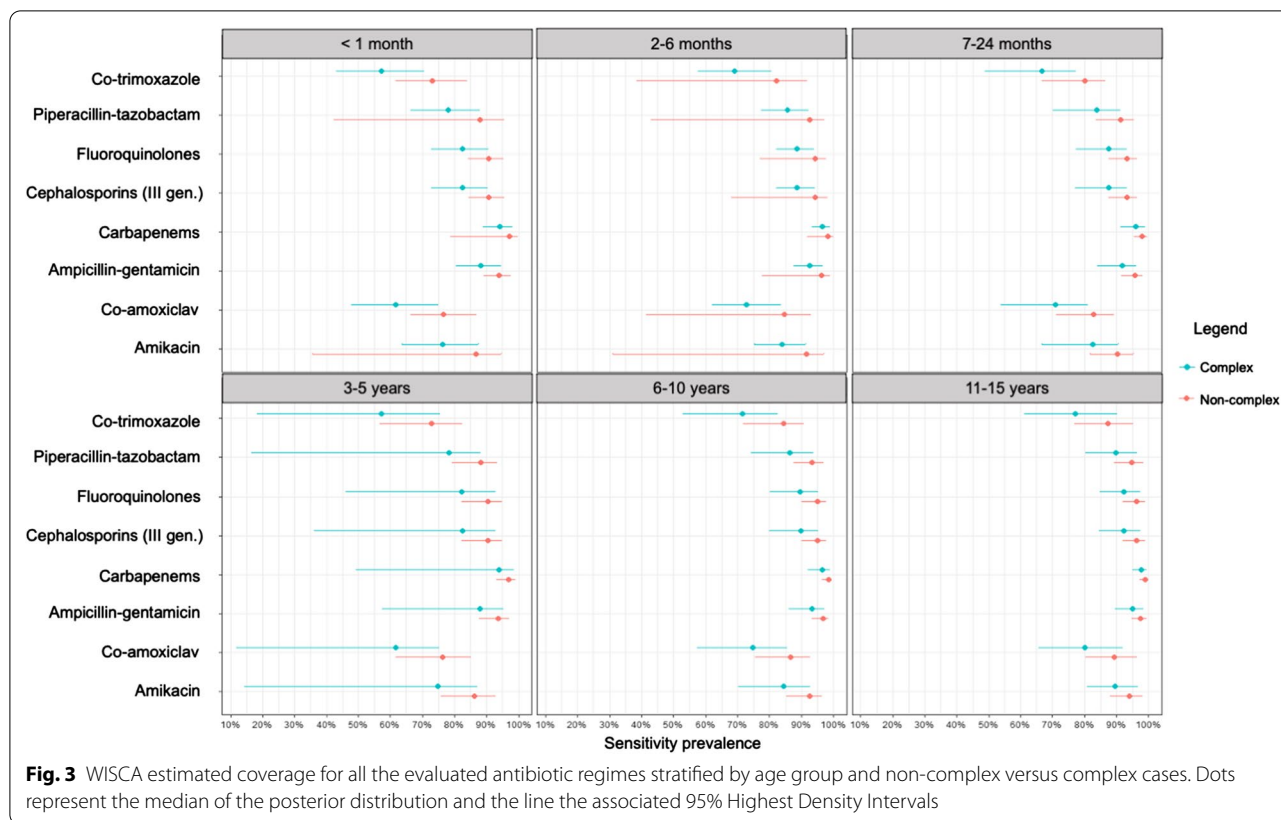 < 1 month
2-6 months
7-24 months
Co-trimoxazole
Piperacillin-tazobactam
Fluoroquinolones
Cephalosporins (III gen.)
Carbapenems
Ampicillin-gentamicin
Co-amoxiclav
Amikacin
Legend
Complex
Non-complex
3-5 years
6-10 years
11-15 years
Co-trimoxazole
Piperacillin-tazobactam
Fluoroquinolones
Cephalosporins (III gen.)
Carbapenems
Ampicillin-gentamicin
Co-amoxiclav
Amikacin
10% 20% 30% 40% 50% 60% 70% 80% 90% 100% 10% 20% 30% 40% 50% 60% 70% 80% 90% 100% 10% 20% 30% 40% 50% 60% 70% 80% 90% 100%
Sensitivity prevalence
Fig. 3 WISCA estimated coverage for all the evaluated antibiotic regimes stratified by age group and non-complex versus complex cases. Dots
represent the median of the posterior distribution and the line the associated 95% Highest Density Intervals